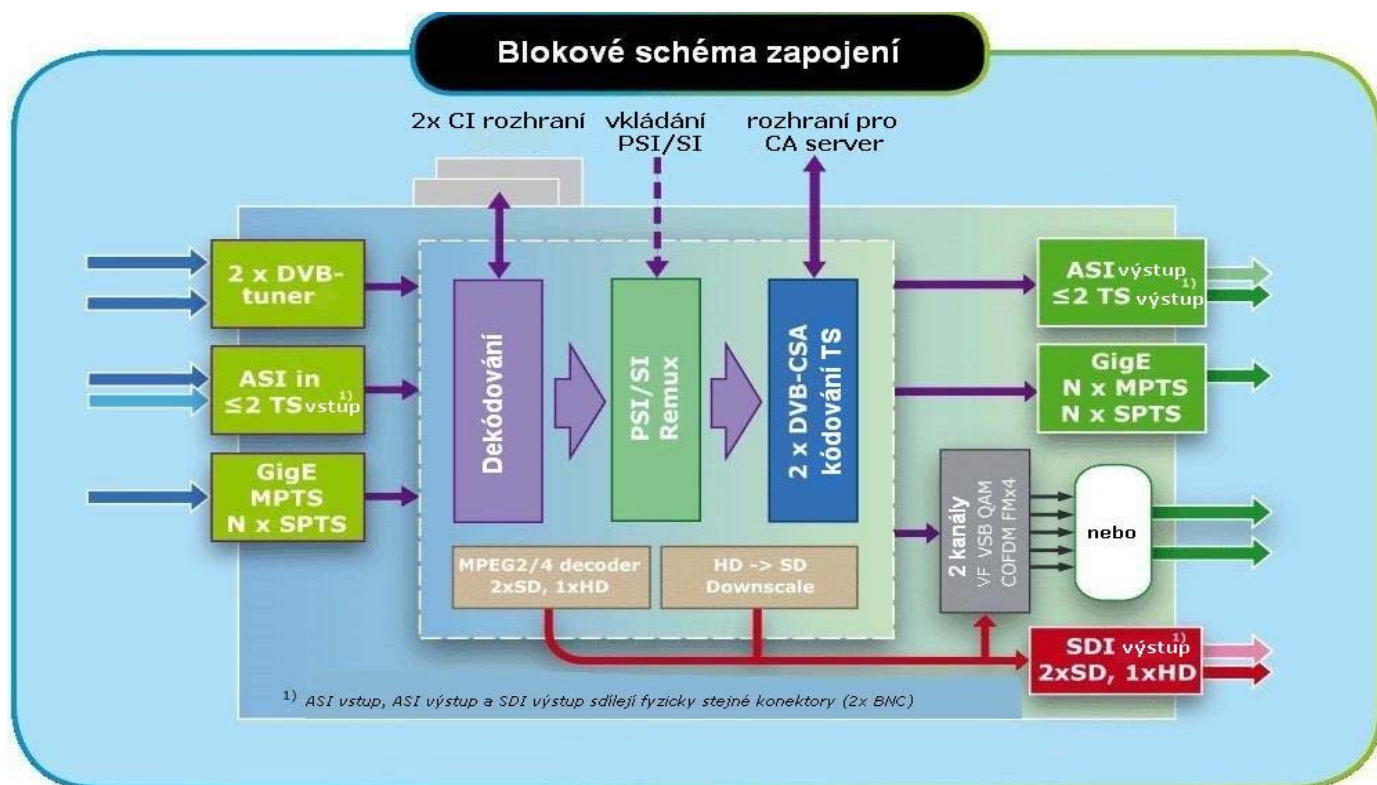 Blokové schéma zapojení
2x CI rozhraní
vkládání
PSI/SI
rozhraní pro
CA server
2 x DVB-
tuner
ASI in
≤2 TS vstup 1)
GigE
MPTS
N x SPTS
Dekódování
PSI/SI
Remux
2 x DVB-CSA
kódování TS
MPEG2/4 decoder
2xSD, 1xHD
HD -> SD
Downscale
ASI výstup
≤2 TS výstup 1)
GigE
N x MPTS
N x SPTS
2 kanály
VF VSB QAM
COFDM FMx4
nebo
SDI výstup 1)
2xSD, 1xHD
1) ASI vstup, ASI výstup a SDI výstup sdílejí fyzicky stejné konektory (2x BNC)